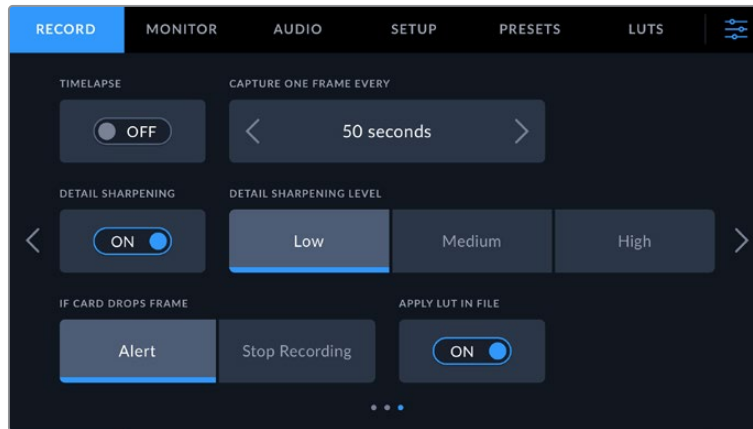 RECORD MONITOR AUDIO SETUP PRESETS LUTS
TIMELAPSE CAPTURE ONE FRAME EVERY
OFF 50 seconds
DETAIL SHARPENING DETAIL SHARPENING LEVEL
ON Low Medium High
IF CARD DROPS FRAME APPLY LUT IN FILE
Alert Stop Recording ON